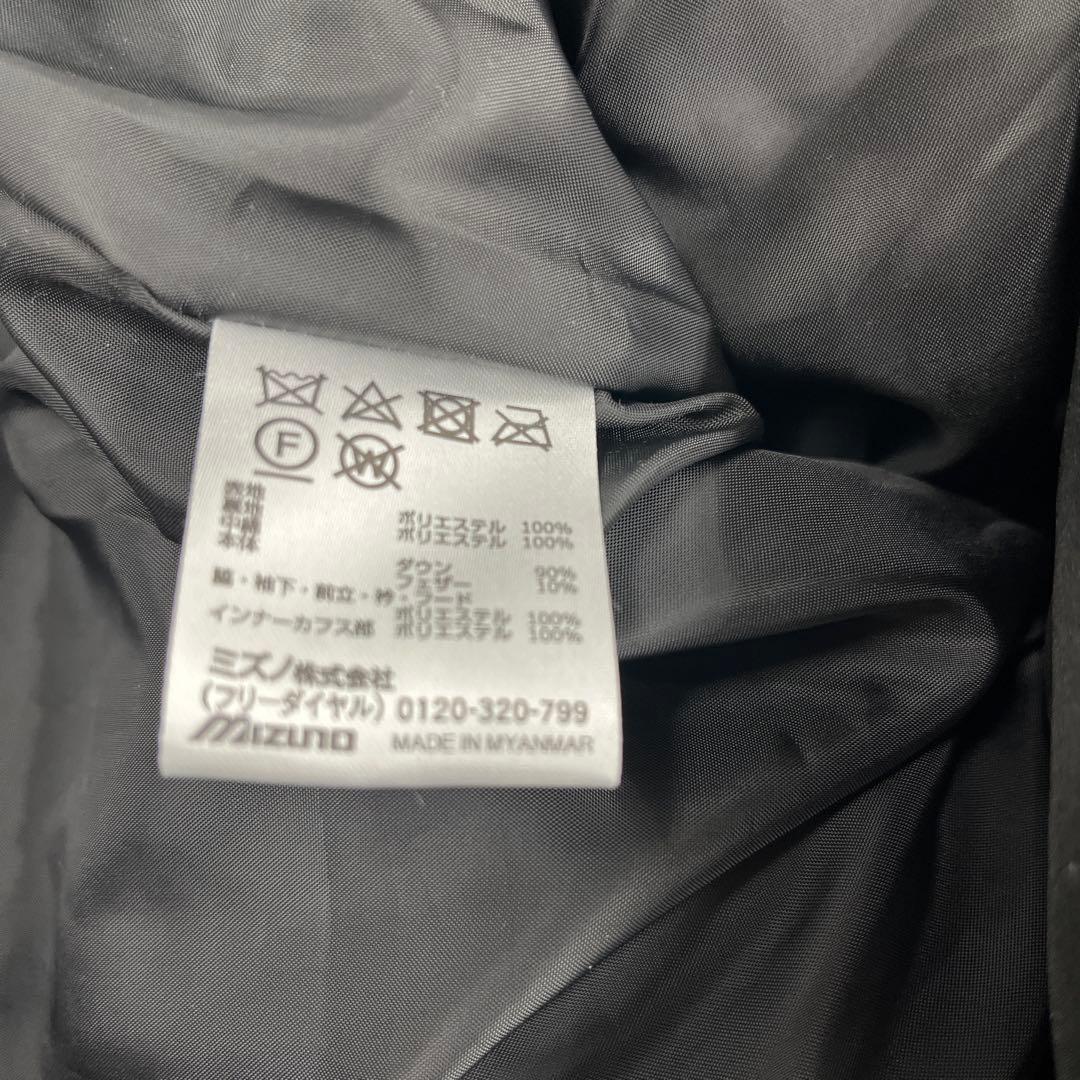 F
W
表地 ポリエステル 100%
裏地 ポリエステル 100%
中綿
本体 ダウン 90%
フェザー 10%
脇・袖下・前立・衿・フード ポリエステル 100%
インナーカフス部 ポリエステル 100%
ミズノ株式会社
(フリーダイヤル) 0120-320-799
MIZUNO MADE IN MYANMAR